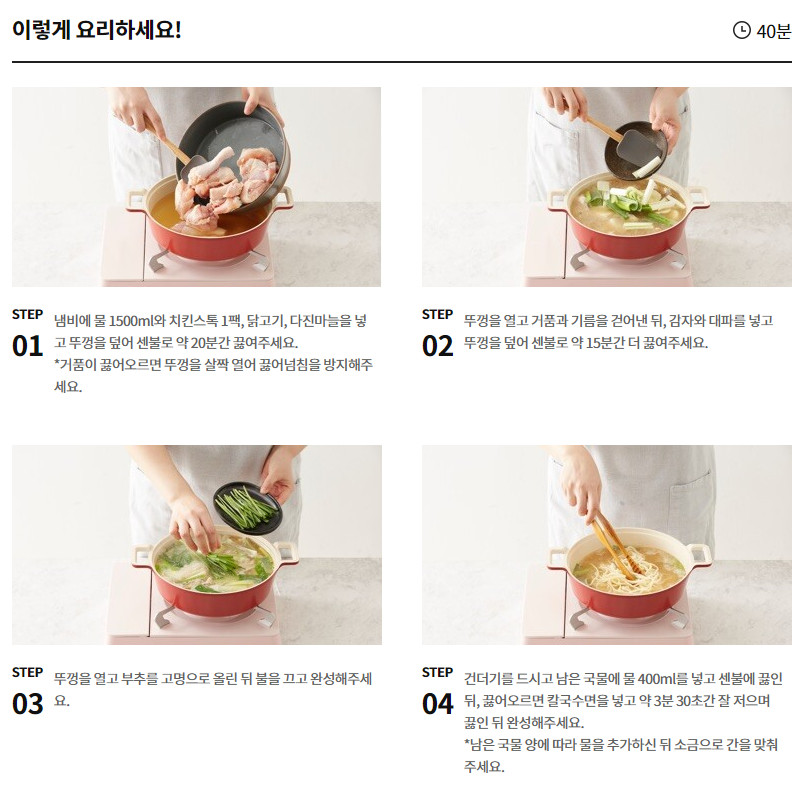 이렇게 요리하세요!
40분
STEP
01
냄비에 물 1500ml와 치킨스톡 1팩, 닭고기, 다진마늘을 넣
고 뚜껑을 덮어 센불로 약 20분간 끓여주세요.
*거품이 끓어오르면 뚜껑을 살짝 열어 끓어넘침을 방지해주
세요.
STEP
02
뚜껑을 열고 거품과 기름을 걷어낸 뒤, 감자와 대파를 넣고
뚜껑을 덮어 센불로 약 15분간 더 끓여주세요.
STEP
03
뚜껑을 열고 부추를 고명으로 올린 뒤 불을 끄고 완성해주세
요.
STEP
04
건더기를 드시고 남은 국물에 물 400ml를 넣고 센불에 끓인
뒤, 끓어오르면 칼국수면을 넣고 약 3분 30초간 잘 저으며
끓인 뒤 완성해주세요.
*남은 국물 양에 따라 물을 추가하신 뒤 소금으로 간을 맞춰
주세요.